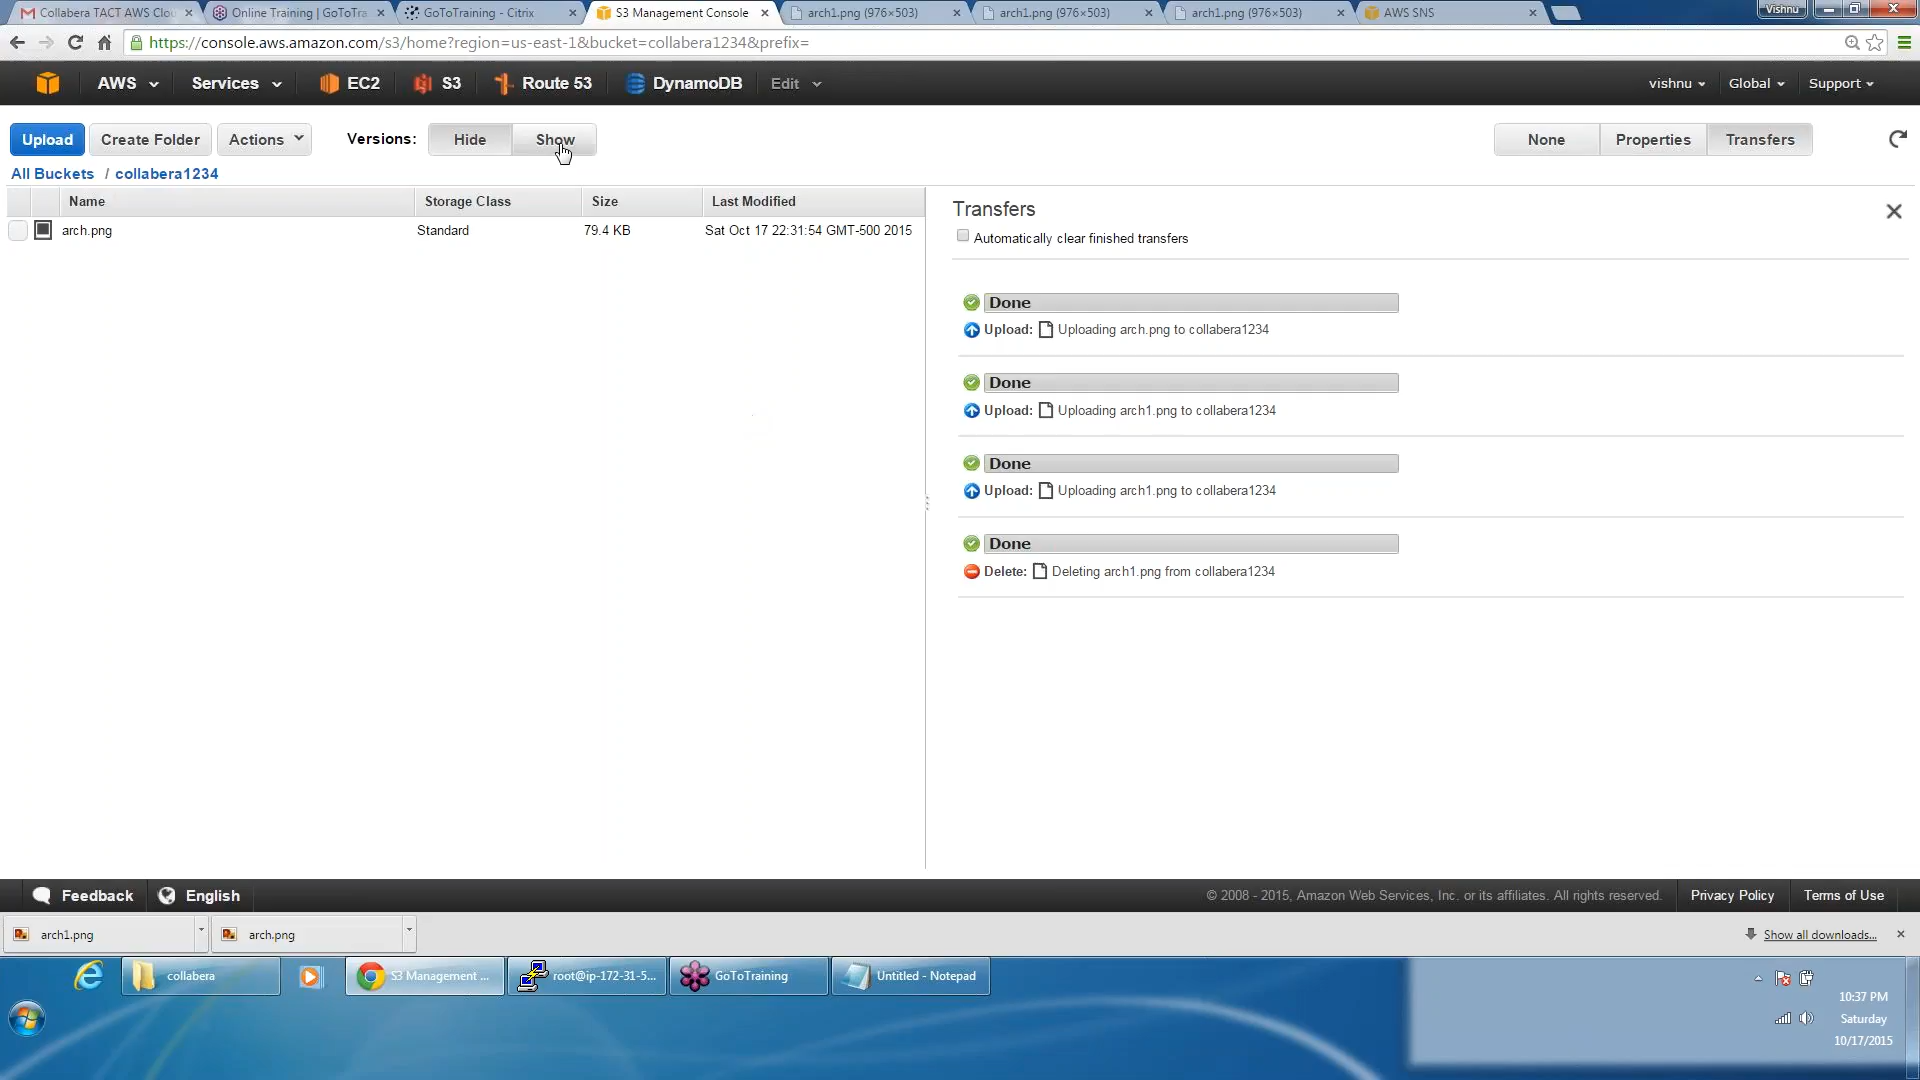 Collabera TACT AWS Clou
Online Training | GoToTra
GoToTraining - Citrix
S3 Management Console
arch1.png (976×503)
arch1.png (976×503)
arch1.png (976×503)
AWS SNS
Vishnu
https://console.aws.amazon.com/s3/home?region=us-east-1&bucket=collabera1234&prefix=
AWS Services EC2 S3 Route 53 DynamoDB Edit vishnu Global Support
Upload Create Folder Actions Versions: Hide Show None Properties Transfers
All Buckets / collabera1234
Name Storage Class Size Last Modified
arch.png Standard 79.4 KB Sat Oct 17 22:31:54 GMT-500 2015
Transfers
Automatically clear finished transfers
Done
Upload: Uploading arch.png to collabera1234
Done
Upload: Uploading arch1.png to collabera1234
Done
Upload: Uploading arch1.png to collabera1234
Done
Delete: Deleting arch1.png from collabera1234
Feedback English © 2008 - 2015, Amazon Web Services, Inc. or its affiliates. All rights reserved. Privacy Policy Terms of Use
arch1.png arch.png Show all downloads...
collabera S3 Management ... root@ip-172-31-5... GoToTraining Untitled - Notepad
10:37 PM
Saturday
10/17/2015